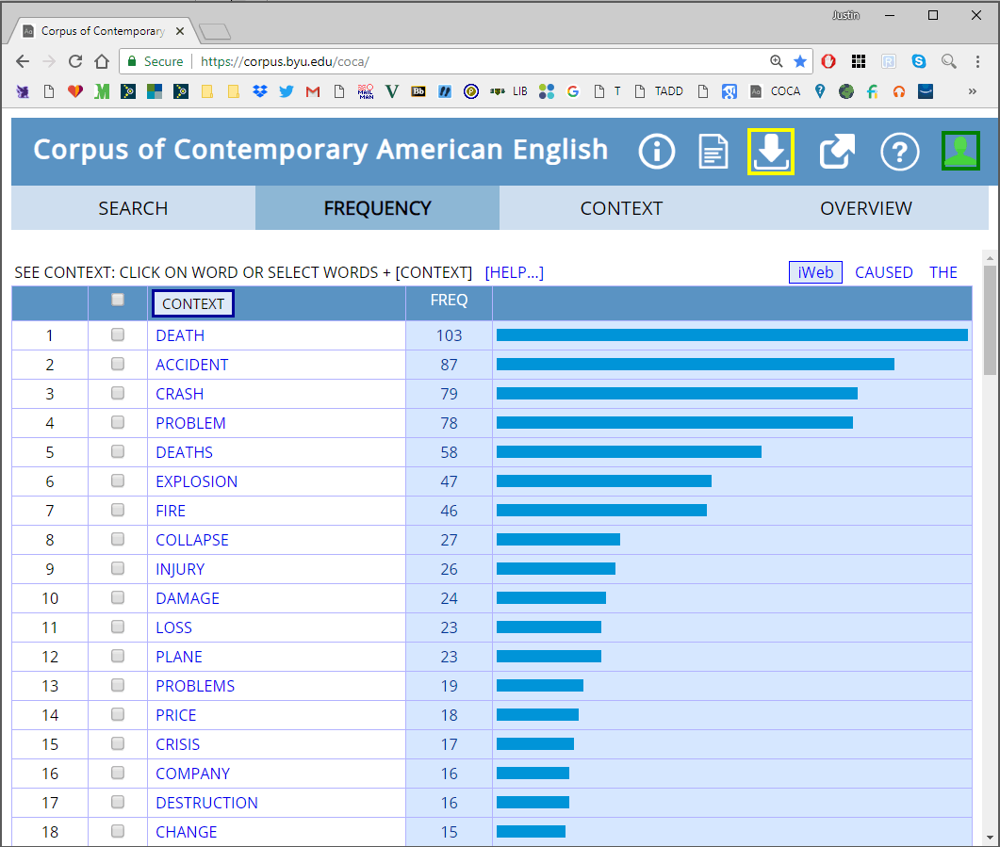 Justin
Corpus of Contemporary
Secure https://corpus.byu.edu/coca/
LIB T TADD COCA
Corpus of Contemporary American English
SEARCH FREQUENCY CONTEXT OVERVIEW
SEE CONTEXT: CLICK ON WORD OR SELECT WORDS + [CONTEXT] [HELP...] iWeb CAUSED THE
CONTEXT FREQ
1 DEATH 103
2 ACCIDENT 87
3 CRASH 79
4 PROBLEM 78
5 DEATHS 58
6 EXPLOSION 47
7 FIRE 46
8 COLLAPSE 27
9 INJURY 26
10 DAMAGE 24
11 LOSS 23
12 PLANE 23
13 PROBLEMS 19
14 PRICE 18
15 CRISIS 17
16 COMPANY 16
17 DESTRUCTION 16
18 CHANGE 15